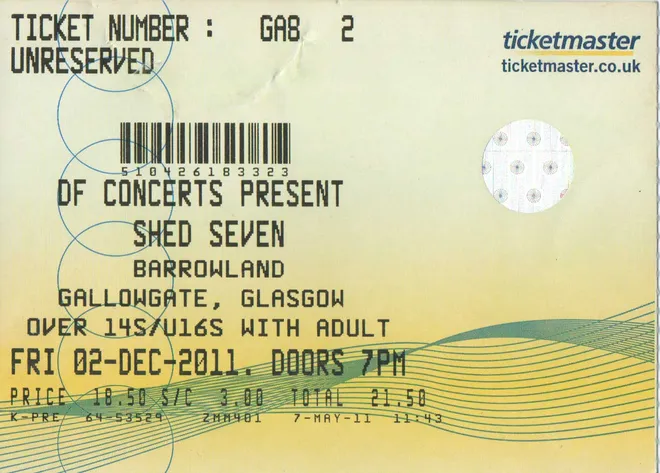 TICKET NUMBER : GA8 2
UNRESERVED
ticketmaster
ticketmaster.co.uk
510426183323
DF CONCERTS PRESENT
SHED SEVEN
BARROWLAND
GALLOWGATE, GLASGOW
OVER 14S/U16S WITH ADULT
FRI 02-DEC-2011. DOORS 7PM
PRICE 18.50 S/C 3.00 TOTAL 21.50
K-PRE 64-53529 ZMM401 7-MAY-11 11:43